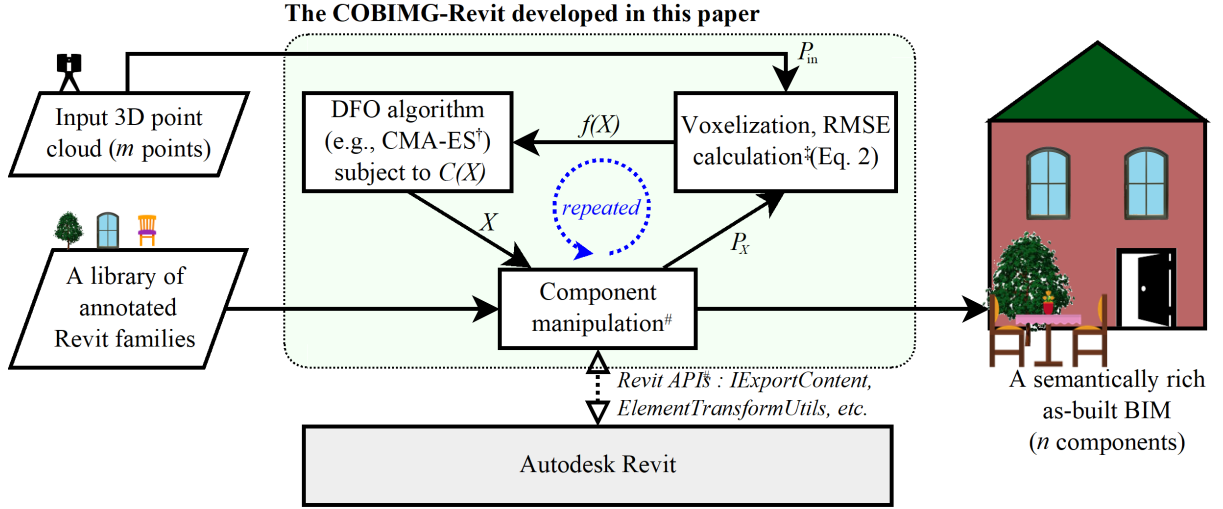 The COBIMG-Revit developed in this paper
P_in
Input 3D point
cloud (m points)
DFO algorithm
(e.g., CMA-ES†)
subject to C(X)
f(X)
Voxelization, RMSE
calculation‡(Eq. 2)
repeated
X
P_X
A library of
annotated
Revit families
Component
manipulation#
Revit APIs# : IExportContent,
ElementTransformUtils, etc.
Autodesk Revit
A semantically rich
as-built BIM
(n components)